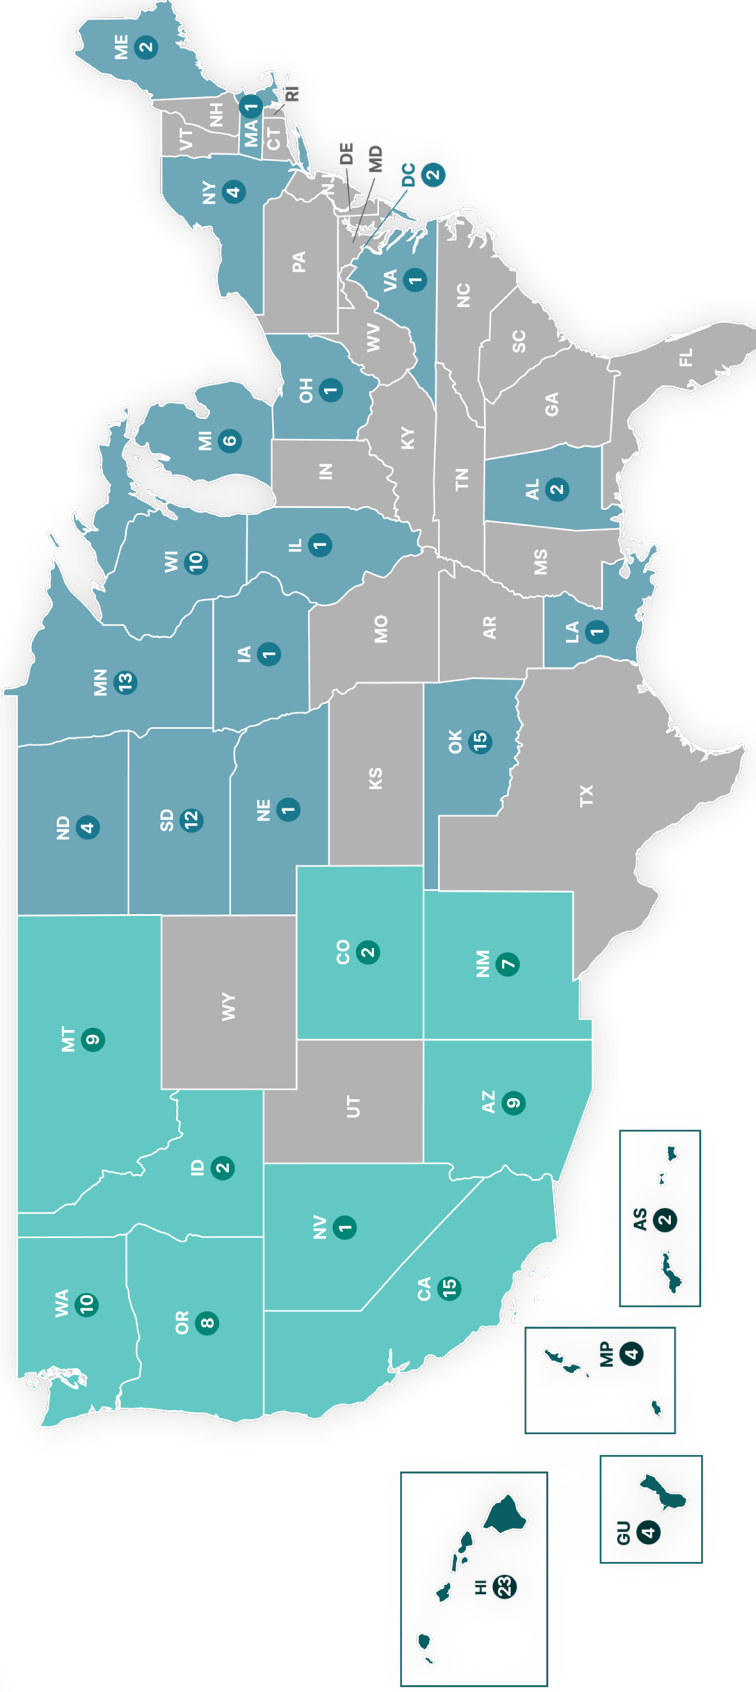 WA
10
OR
8
CA
15
NV
1
ID
2
MT
9
WY
UT
AZ
9
CO
2
NM
7
ND
4
SD
12
NE
1
KS
OK
15
TX
MN
13
IA
1
MO
AR
LA
1
WI
10
IL
1
MI
6
IN
OH
1
KY
TN
MS
AL
2
GA
FL
SC
NC
VA
1
WV
PA
NY
4
VT
NH
ME
2
MA
1
RI
CT
NJ
DE
MD
DC
2
HI
23
GU
4
MP
4
AS
2